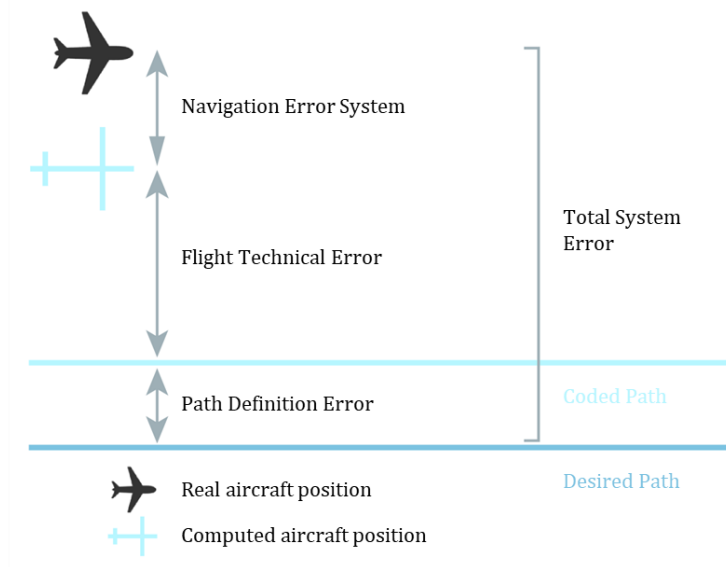 Navigation Error System
Total System
Error
Flight Technical Error
Coded Path
Path Definition Error
Desired Path
Real aircraft position
Computed aircraft position